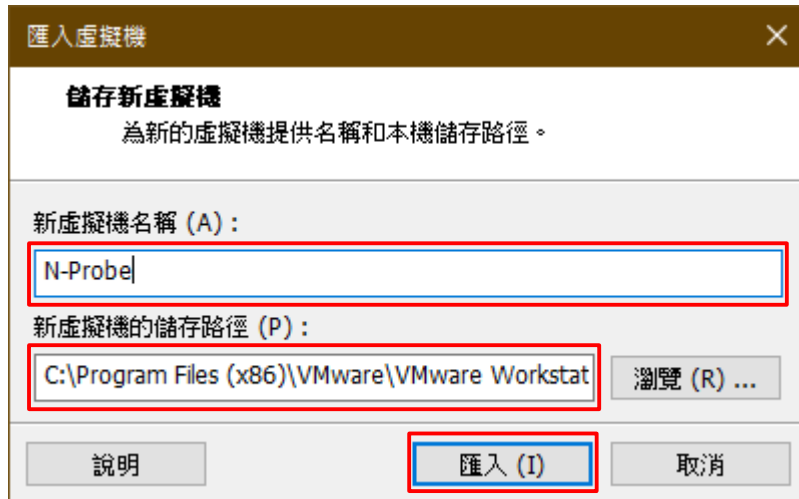 匯入虛擬機
儲存新虛擬機
為新的虛擬機提供名稱和本機儲存路徑。
新虛擬機名稱 (A)：
N-Probe
新虛擬機的儲存路徑 (P)：
C:\Program Files (x86)\VMware\VMware Workstat
瀏覽 (R) ...
說明
匯入 (I)
取消